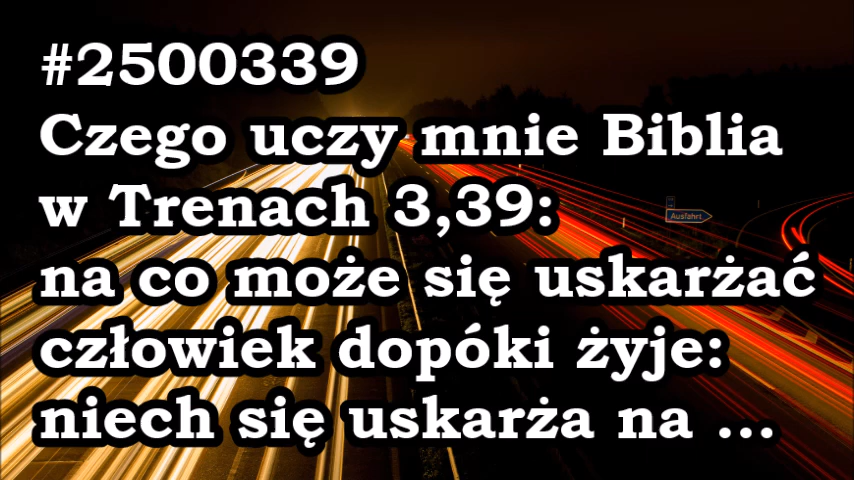 #2500339
Czego uczy mnie Biblia
w Trenach 3,39:
na co może się uskarżać
człowiek dopóki żyje:
niech się uskarża na ...
Ausfahrt